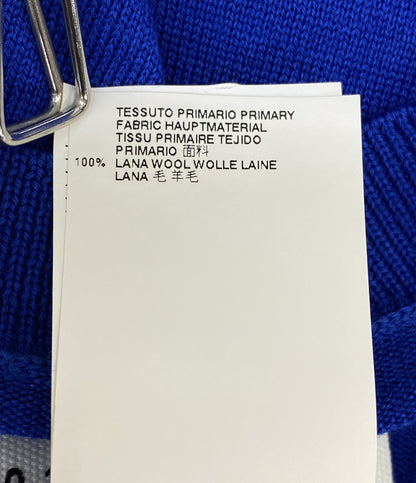 TESSUTO PRIMARIO PRIMARY
FABRIC HAUPTMATERIAL
TISSU PRIMAIRE TEJIDO
PRIMARIO 面料
100% LANA WOOL WOLLE LAINE
LANA 毛 羊毛